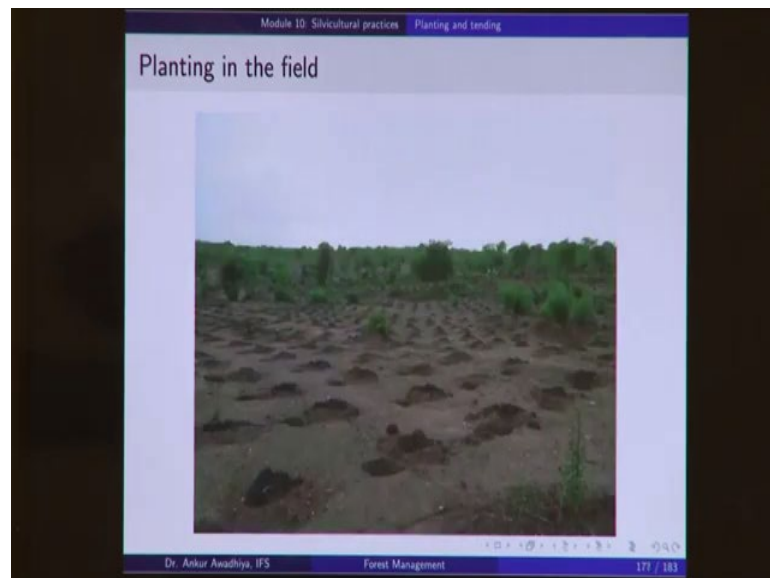 Module 10: Silvicultural practices Planting and tending
Planting in the field
Dr. Ankur Awadhiya, IFS Forest Management 177 / 183